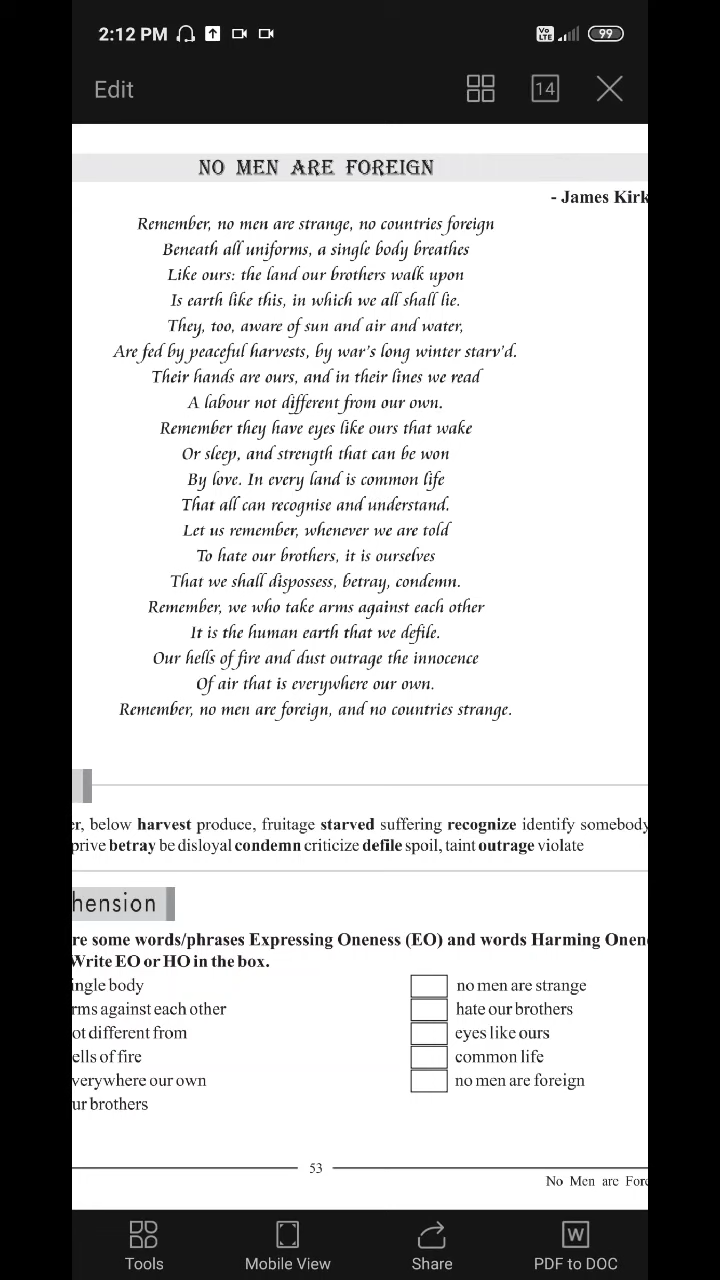 2:12 PM
Vo LTE 99
Edit
14
NO MEN ARE FOREIGN
- James Kirk
Remember, no men are strange, no countries foreign
Beneath all uniforms, a single body breathes
Like ours: the land our brothers walk upon
Is earth like this, in which we all shall lie.
They, too, aware of sun and air and water,
Are fed by peaceful harvests, by war's long winter starv'd.
Their hands are ours, and in their lines we read
A labour not different from our own.
Remember they have eyes like ours that wake
Or sleep, and strength that can be won
By love. In every land is common life
That all can recognise and understand.
Let us remember, whenever we are told
To hate our brothers, it is ourselves
That we shall dispossess, betray, condemn.
Remember, we who take arms against each other
It is the human earth that we defile.
Our hells of fire and dust outrage the innocence
Of air that is everywhere our own.
Remember, no men are foreign, and no countries strange.
er, below harvest produce, fruitage starved suffering recognize identify somebody
prive betray be disloyal condemn criticize defile spoil, taint outrage violate
hension
re some words/phrases Expressing Oneness (EO) and words Harming Onen
Write EO or HO in the box.
ingle body
no men are strange
rms against each other
hate our brothers
ot different from
eyes like ours
ells of fire
common life
verywhere our own
no men are foreign
ur brothers
53
No Men are Fore
Tools
Mobile View
Share
W
PDF to DOC